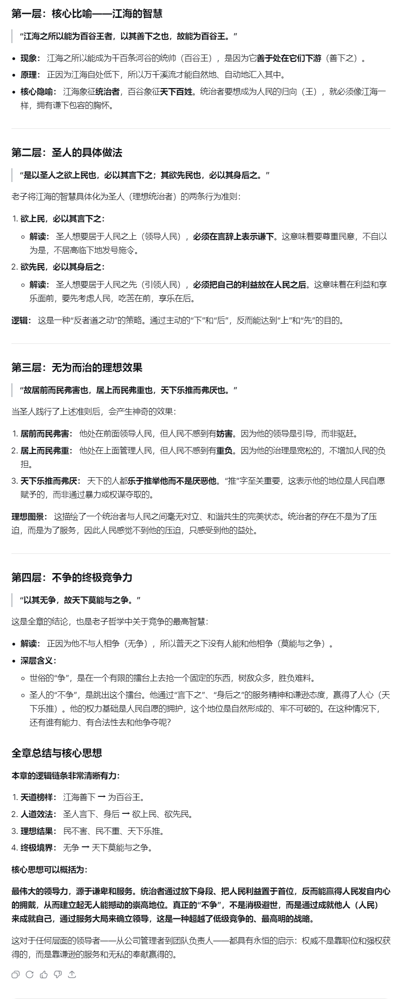 第一层：核心比喻——江海的智慧
“江海之所以能为百谷王者，以其善下之也，故能为百谷王。”
• 现象： 江海之所以能成为千百条河谷的统帅（百谷王），是因为它善于处在它们下游（善下之）。
• 原理： 正因为江海自处低下，所以万千溪流才能自然地、自动地汇入其中。
• 核心隐喻： 江海象征统治者，百谷象征天下百姓。统治者要想成为人民的归向（王），就必须像江海一
样，拥有谦下包容的胸怀。
第二层：圣人的具体做法
“是以圣人之欲上民也，必以其言下之；其欲先民也，必以其身后之。”
老子将江海的智慧具体化为圣人（理想统治者）的两条行为准则：
1. 欲上民，必以其言下之：
◦ 解读： 圣人想要居于人民之上（领导人民），必须在言辞上表示谦下。这意味着要尊重民意，不自以
为是，不居高临下地发号施令。
2. 欲先民，必以其身后之：
◦ 解读： 圣人想要居于人民之先（引领人民），必须把自己的利益放在人民之后。这意味着在利益和享
乐面前，要先考虑人民，吃苦在前，享乐在后。
逻辑： 这是一种“反者道之动”的策略。通过主动的“下”和“后”，反而能达到“上”和“先”的目的。
第三层：无为而治的理想效果
“故居前而民弗害也，居上而民弗重也，天下乐推而弗厌也。”
当圣人践行了上述准则后，会产生神奇的效果：
1. 居前而民弗害： 他处在前面领导人民，但人民不感到有妨害。因为他的领导是引导，而非驱赶。
2. 居上而民弗重： 他处在上面管理人民，但人民不感到有重负。因为他的治理是宽松的，不增加人民的负
担。
3. 天下乐推而弗厌： 天下的人都乐于推举他而不是厌恶他。“推”字至关重要，这表示他的地位是人民自愿
赋予的，而非通过暴力或权谋夺取的。
理想图景： 这描绘了一个统治者与人民之间毫无对立、和谐共生的完美状态。统治者的存在不是为了压
迫，而是为了服务，因此人民感觉不到他的压迫，只感受到他的益处。
第四层：不争的终极竞争力
“以其无争，故天下莫能与之争。”
这是全章的结论，也是老子哲学中关于竞争的最高智慧：
• 解读： 正因为他不与人相争（无争），所以普天之下没有人能和他相争（莫能与之争）。
• 深层含义：
◦ 世俗的“争”，是在一个有限的擂台上去抢一个固定的东西，树敌众多，胜负难料。
◦ 圣人的“不争”，是跳出这个擂台。他通过“言下之”、“身后之”的服务精神和谦逊态度，赢得了人心（天
下乐推）。他的权力基础是人民自愿的拥护，这个地位是自然形成的、牢不可破的。在这种情况下，
还有谁有能力、有合法性去和他争夺呢？
全章总结与核心思想
本章的逻辑链条非常清晰有力：
1. 天道榜样： 江海善下 → 为百谷王。
2. 人道效法： 圣人言下、身后 → 欲上民、欲先民。
3. 理想结果： 民不害、民不重、天下乐推。
4. 终极境界： 无争 → 天下莫能与之争。
核心思想可以概括为：
最伟大的领导力，源于谦卑和服务。统治者通过放下身段、把人民利益置于首位，反而能赢得人民发自内心
的拥戴，从而建立起无人能撼动的崇高地位。真正的“不争”，不是消极避世，而是通过成就他人（人民）
来成就自己，通过服务大局来确立领导，这是一种超越了低级竞争的、最高明的战略。
这对于任何层面的领导者——从公司管理者到团队负责人——都具有永恒的启示：权威不是靠职位和强权获
得的，而是靠谦逊的服务和无私的奉献赢得的。